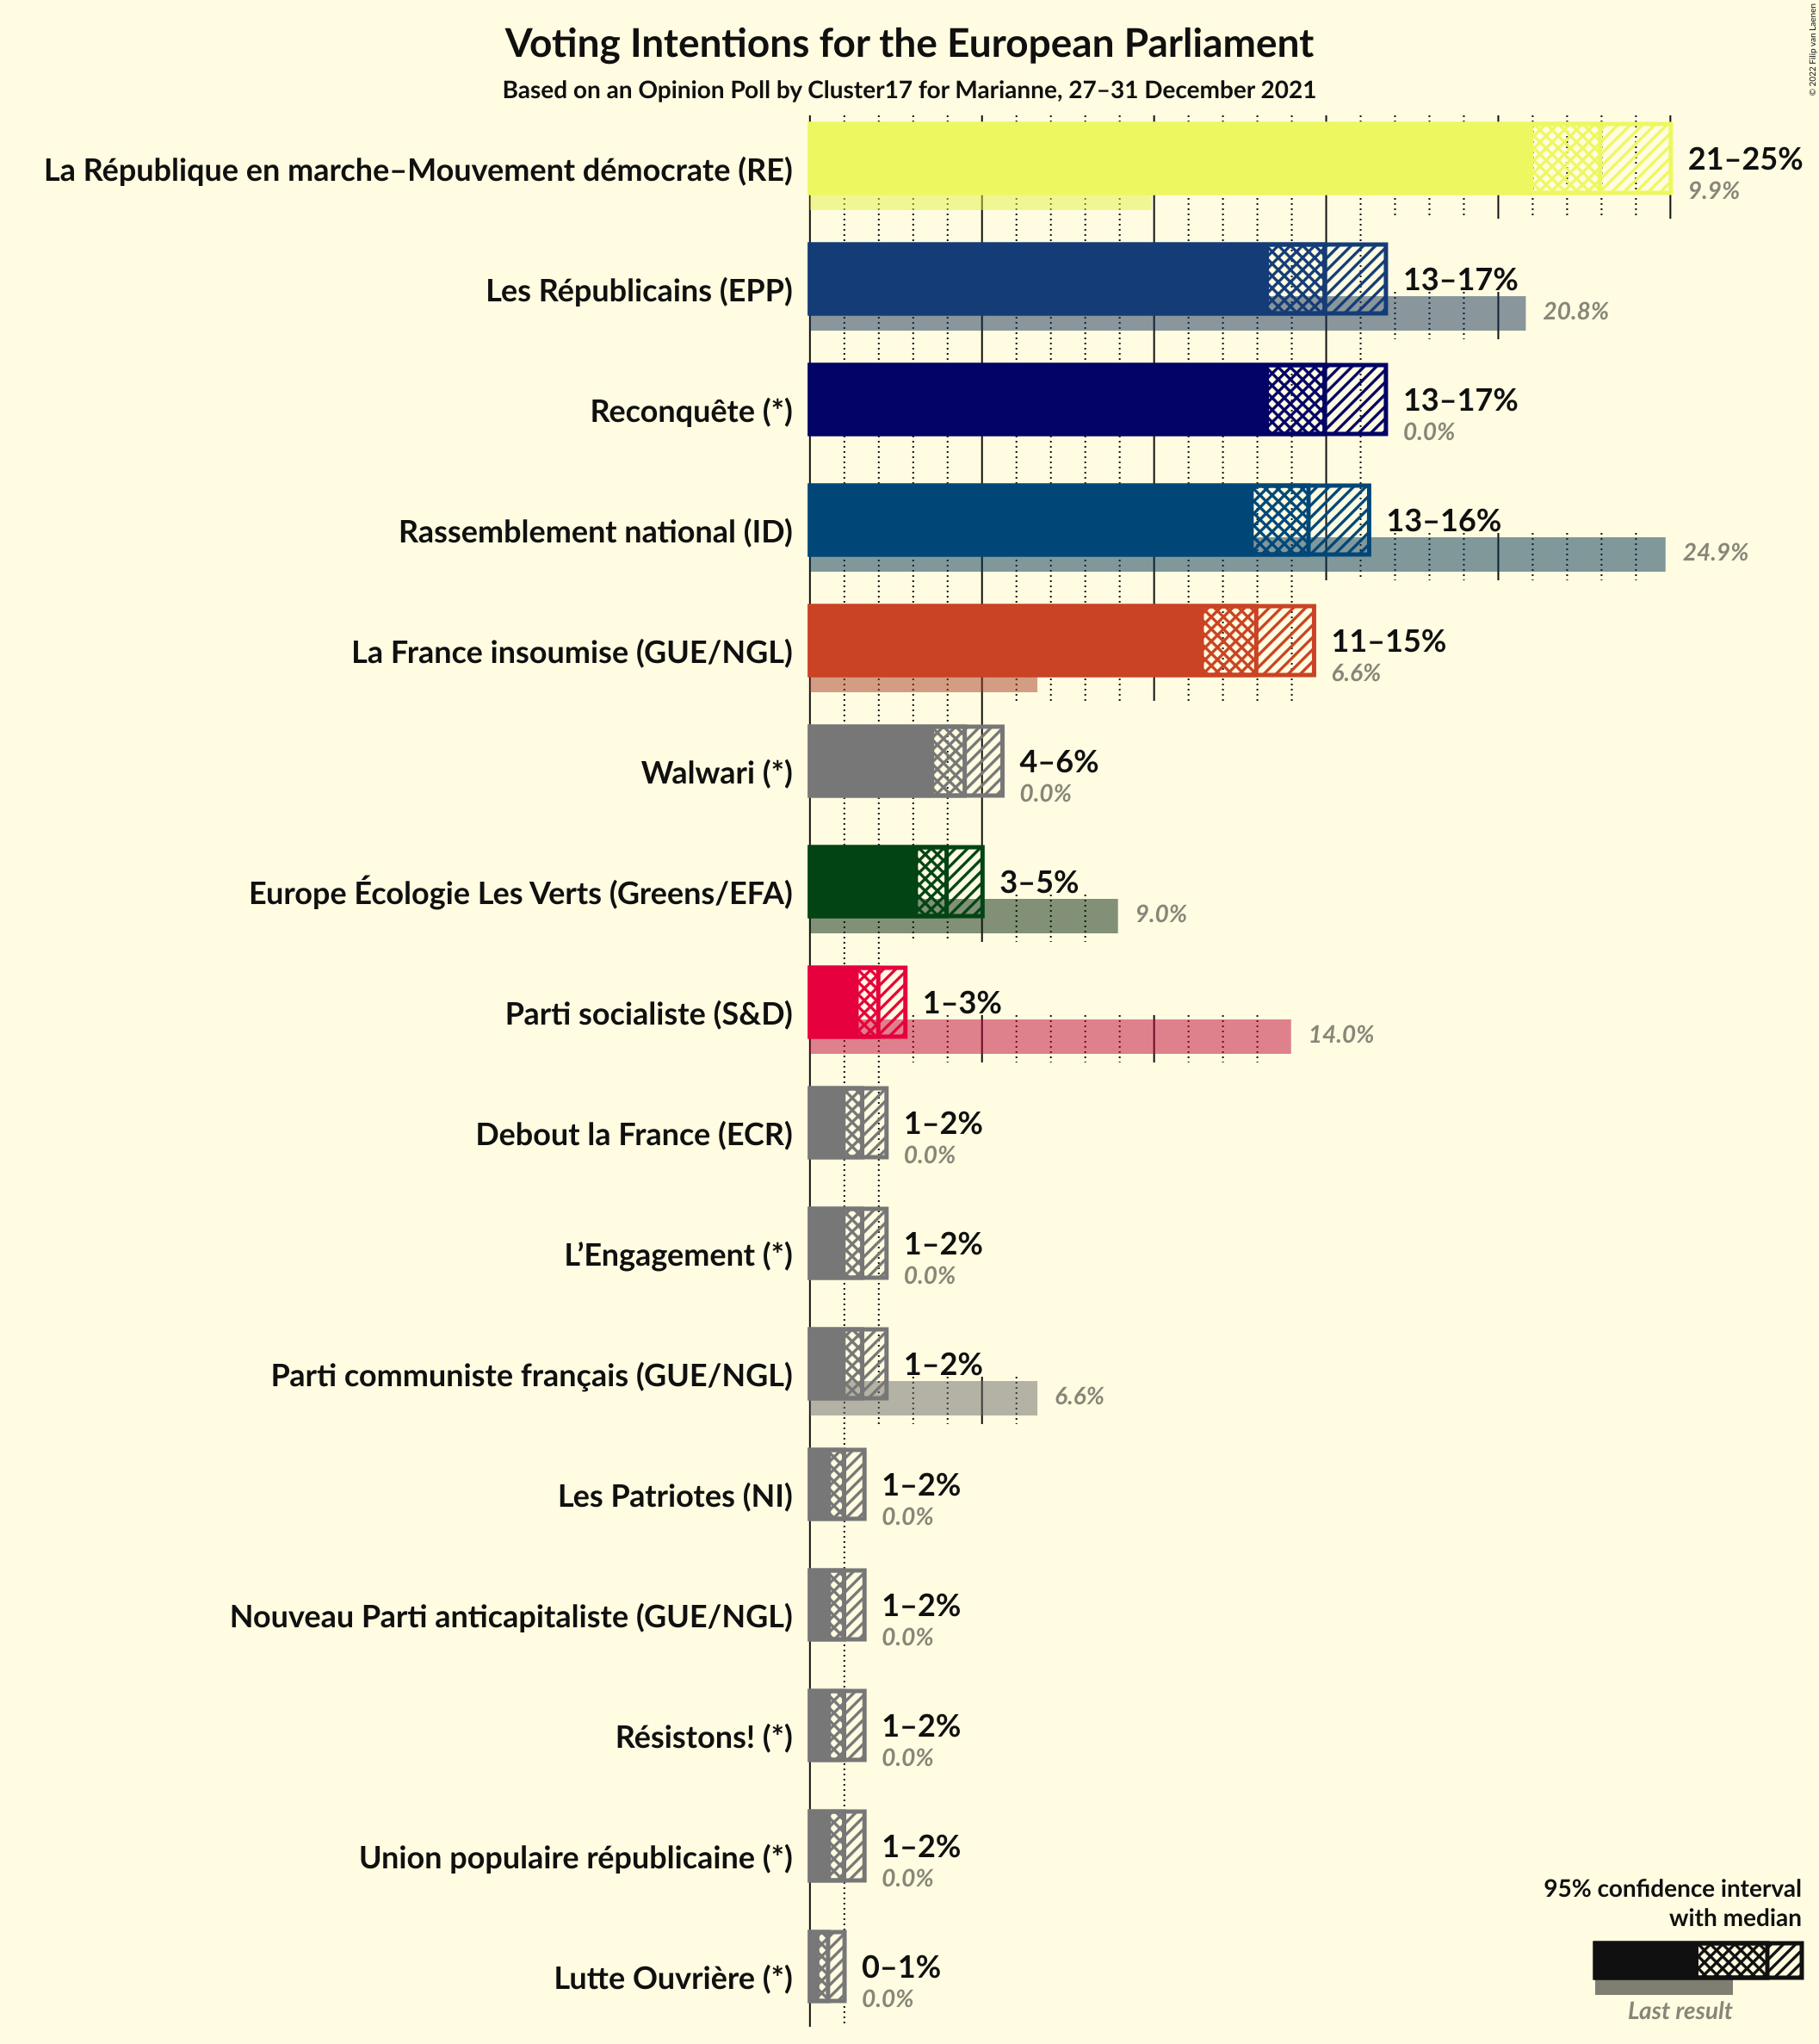 © 2022 Filip van Laenen
Voting Intentions for the European Parliament
Based on an Opinion Poll by Cluster17 for Marianne, 27–31 December 2021
La République en marche–Mouvement démocrate (RE)
21–25%
9.9%
Les Républicains (EPP)
13–17%
20.8%
Reconquête (*)
13–17%
0.0%
Rassemblement national (ID)
13–16%
24.9%
La France insoumise (GUE/NGL)
11–15%
6.6%
Walwari (*)
4–6%
0.0%
Europe Écologie Les Verts (Greens/EFA)
3–5%
9.0%
Parti socialiste (S&D)
1–3%
14.0%
Debout la France (ECR)
1–2%
0.0%
L’Engagement (*)
1–2%
0.0%
Parti communiste français (GUE/NGL)
1–2%
6.6%
Les Patriotes (NI)
1–2%
0.0%
Nouveau Parti anticapitaliste (GUE/NGL)
1–2%
0.0%
Résistons! (*)
1–2%
0.0%
Union populaire républicaine (*)
1–2%
0.0%
Lutte Ouvrière (*)
0–1%
0.0%
95% confidence interval
with median
Last result